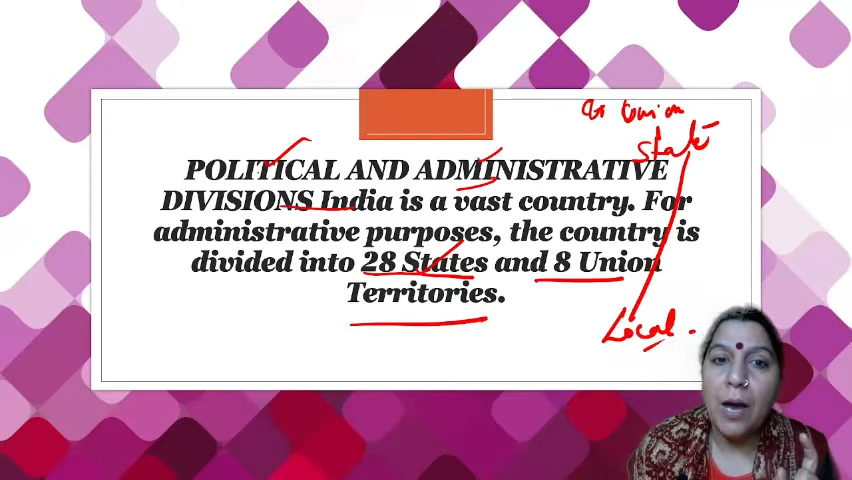 union
State
POLITICAL AND ADMINISTRATIVE
DIVISIONS India is a vast country. For
administrative purposes, the country is
divided into 28 States and 8 Union
Territories.
Local.